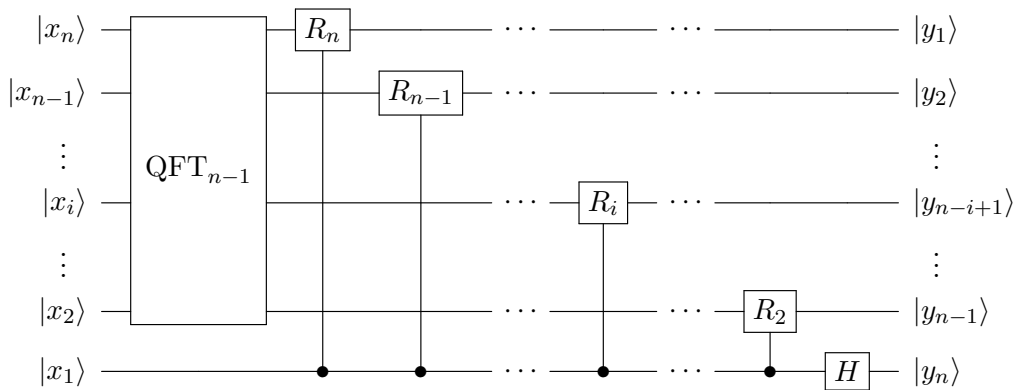 |x_n⟩ R_n ··· ··· |y_1⟩
|x_{n−1}⟩ R_{n−1} ··· ··· |y_2⟩
⋮ QFT_{n−1} ⋮
|x_i⟩ ··· R_i ··· |y_{n−i+1}⟩
⋮ ⋮
|x_2⟩ ··· ··· R_2 |y_{n−1}⟩
|x_1⟩ ··· ··· H |y_n⟩